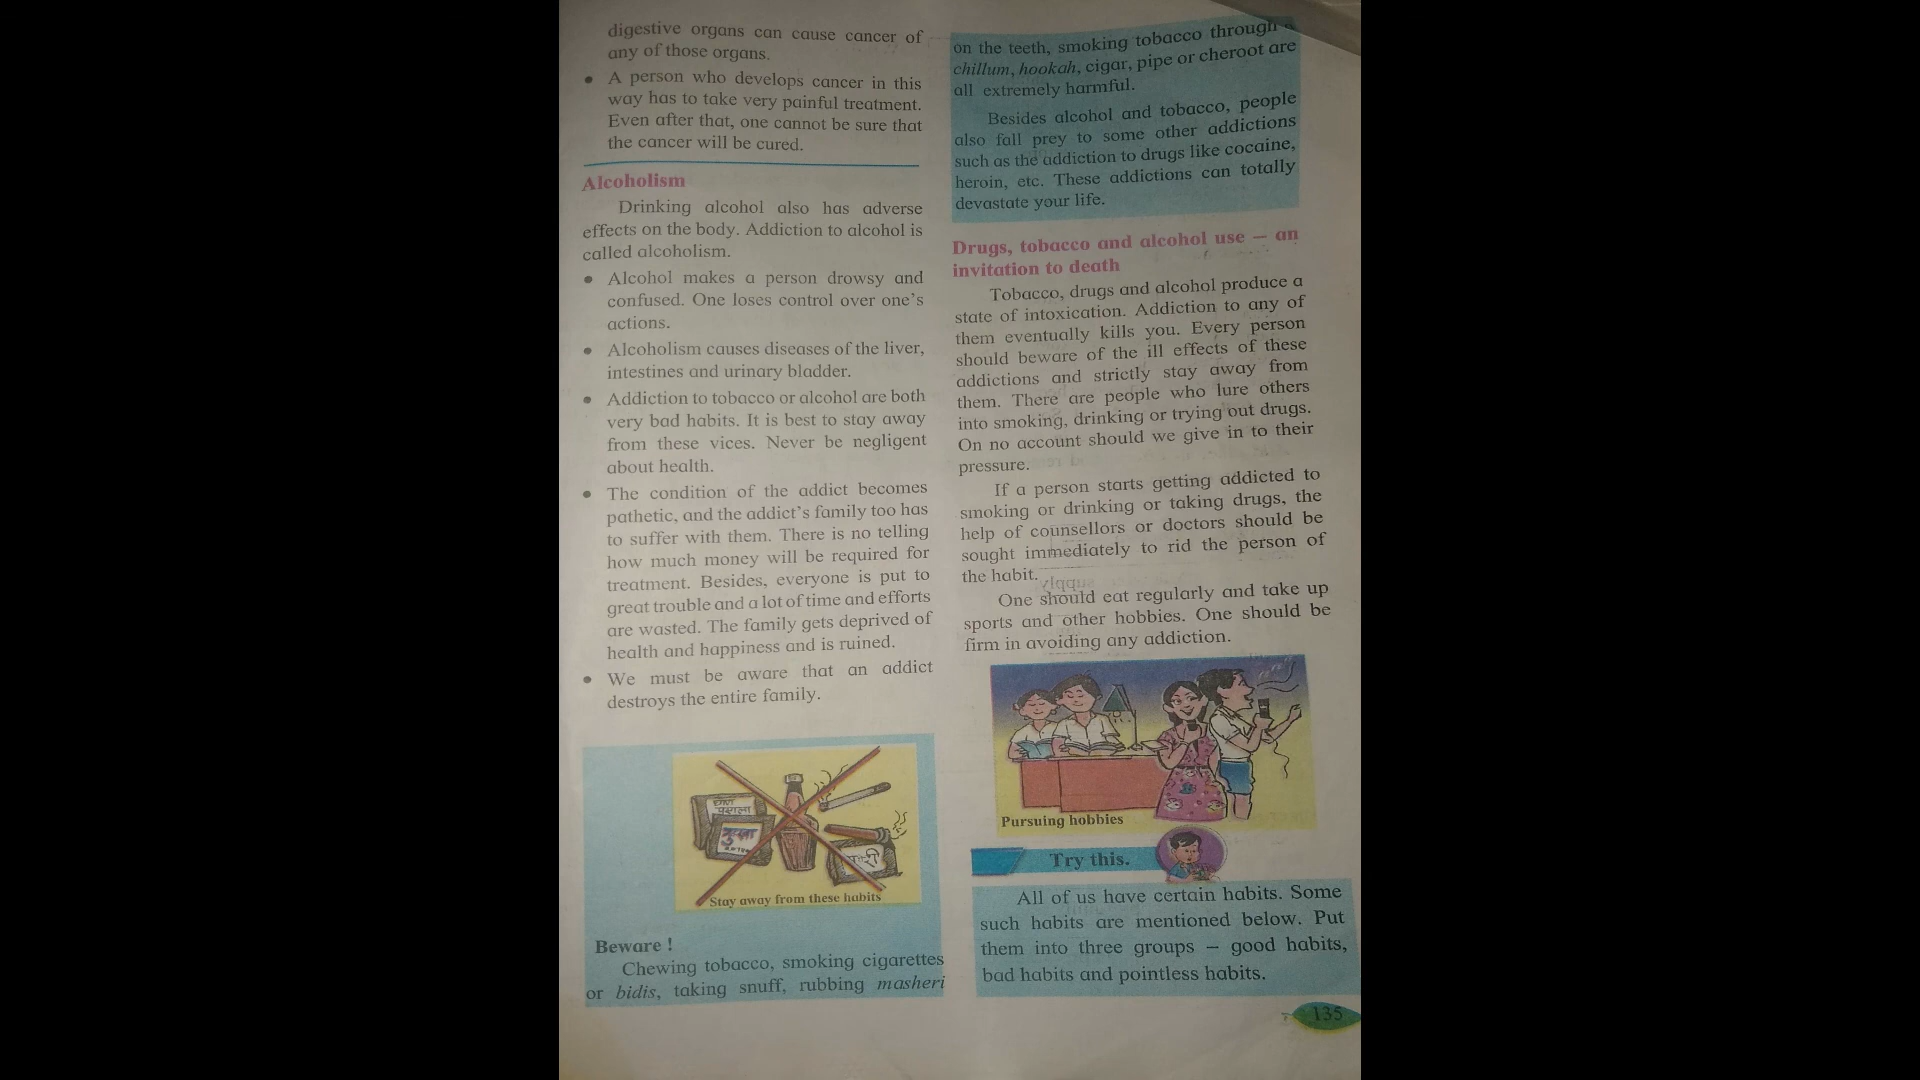 digestive organs can cause cancer of
any of those organs.
• A person who develops cancer in this
way has to take very painful treatment.
Even after that, one cannot be sure that
the cancer will be cured.
Alcoholism
Drinking alcohol also has adverse
effects on the body. Addiction to alcohol is
called alcoholism.
• Alcohol makes a person drowsy and
confused. One loses control over one's
actions.
• Alcoholism causes diseases of the liver,
intestines and urinary bladder.
• Addiction to tobacco or alcohol are both
very bad habits. It is best to stay away
from these vices. Never be negligent
about health.
• The condition of the addict becomes
pathetic, and the addict's family too has
to suffer with them. There is no telling
how much money will be required for
treatment. Besides, everyone is put to
great trouble and a lot of time and efforts
are wasted. The family gets deprived of
health and happiness and is ruined.
• We must be aware that an addict
destroys the entire family.
Stay away from these habits
Beware !
Chewing tobacco, smoking cigarettes
or bidis, taking snuff, rubbing masheri
on the teeth, smoking tobacco through a
chillum, hookah, cigar, pipe or cheroot are
all extremely harmful.
Besides alcohol and tobacco, people
also fall prey to some other addictions
such as the addiction to drugs like cocaine,
heroin, etc. These addictions can totally
devastate your life.
Drugs, tobacco and alcohol use – an
invitation to death
Tobacco, drugs and alcohol produce a
state of intoxication. Addiction to any of
them eventually kills you. Every person
should beware of the ill effects of these
addictions and strictly stay away from
them. There are people who lure others
into smoking, drinking or trying out drugs.
On no account should we give in to their
pressure.
If a person starts getting addicted to
smoking or drinking or taking drugs, the
help of counsellors or doctors should be
sought immediately to rid the person of
the habit.
One should eat regularly and take up
sports and other hobbies. One should be
firm in avoiding any addiction.
Pursuing hobbies
Try this.
All of us have certain habits. Some
such habits are mentioned below. Put
them into three groups – good habits,
bad habits and pointless habits.
135